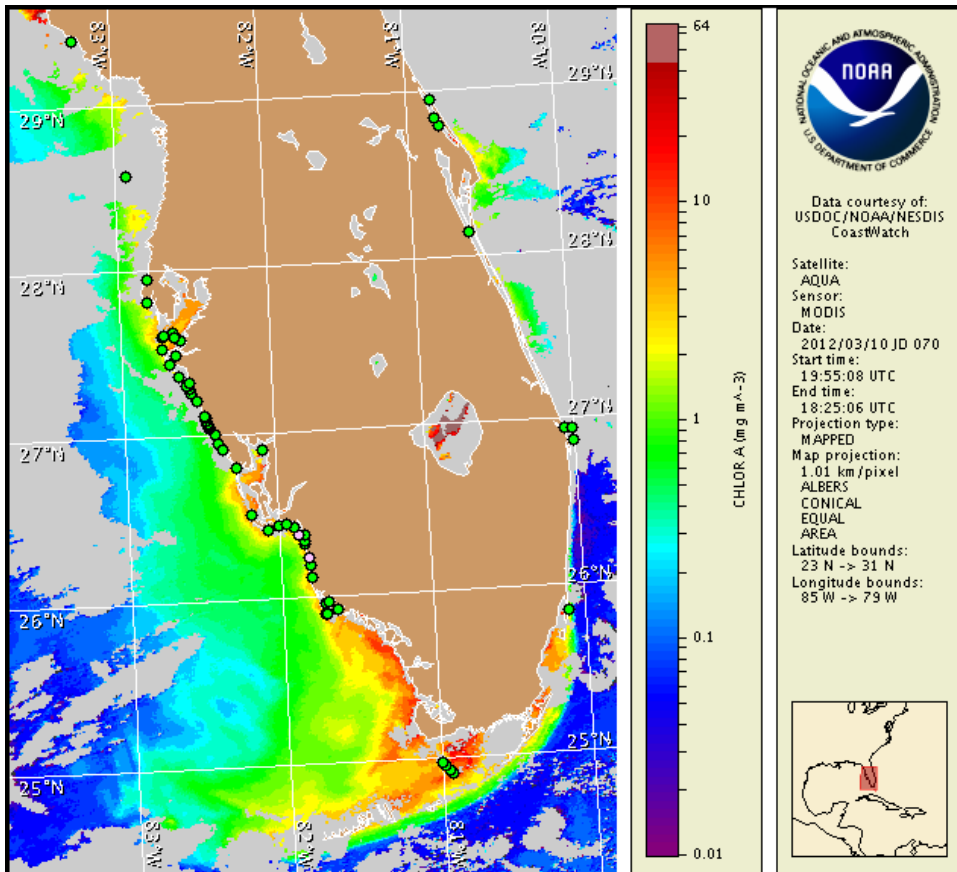 83°W
82°W
81°W
80°W
29°N
29°N
28°N
28°N
27°N
27°N
26°N
26°N
25°N
25°N
83°W
82°W
81°W
64
10
1
0.1
0.01
CHLOR A (mg m^-3)
NATIONAL OCEANIC AND ATMOSPHERIC ADMINISTRATION
NOAA
U.S. DEPARTMENT OF COMMERCE
Data courtesy of:
USDOC/NOAA/NESDIS
CoastWatch
Satellite:
AQUA
Sensor:
MODIS
Date:
2012/03/10 JD 070
Start time:
19:55:08 UTC
End time:
18:25:06 UTC
Projection type:
MAPPED
Map projection:
1.01 km/pixel
ALBERS
CONICAL
EQUAL
AREA
Latitude bounds:
23 N -> 31 N
Longitude bounds:
85 W -> 79 W